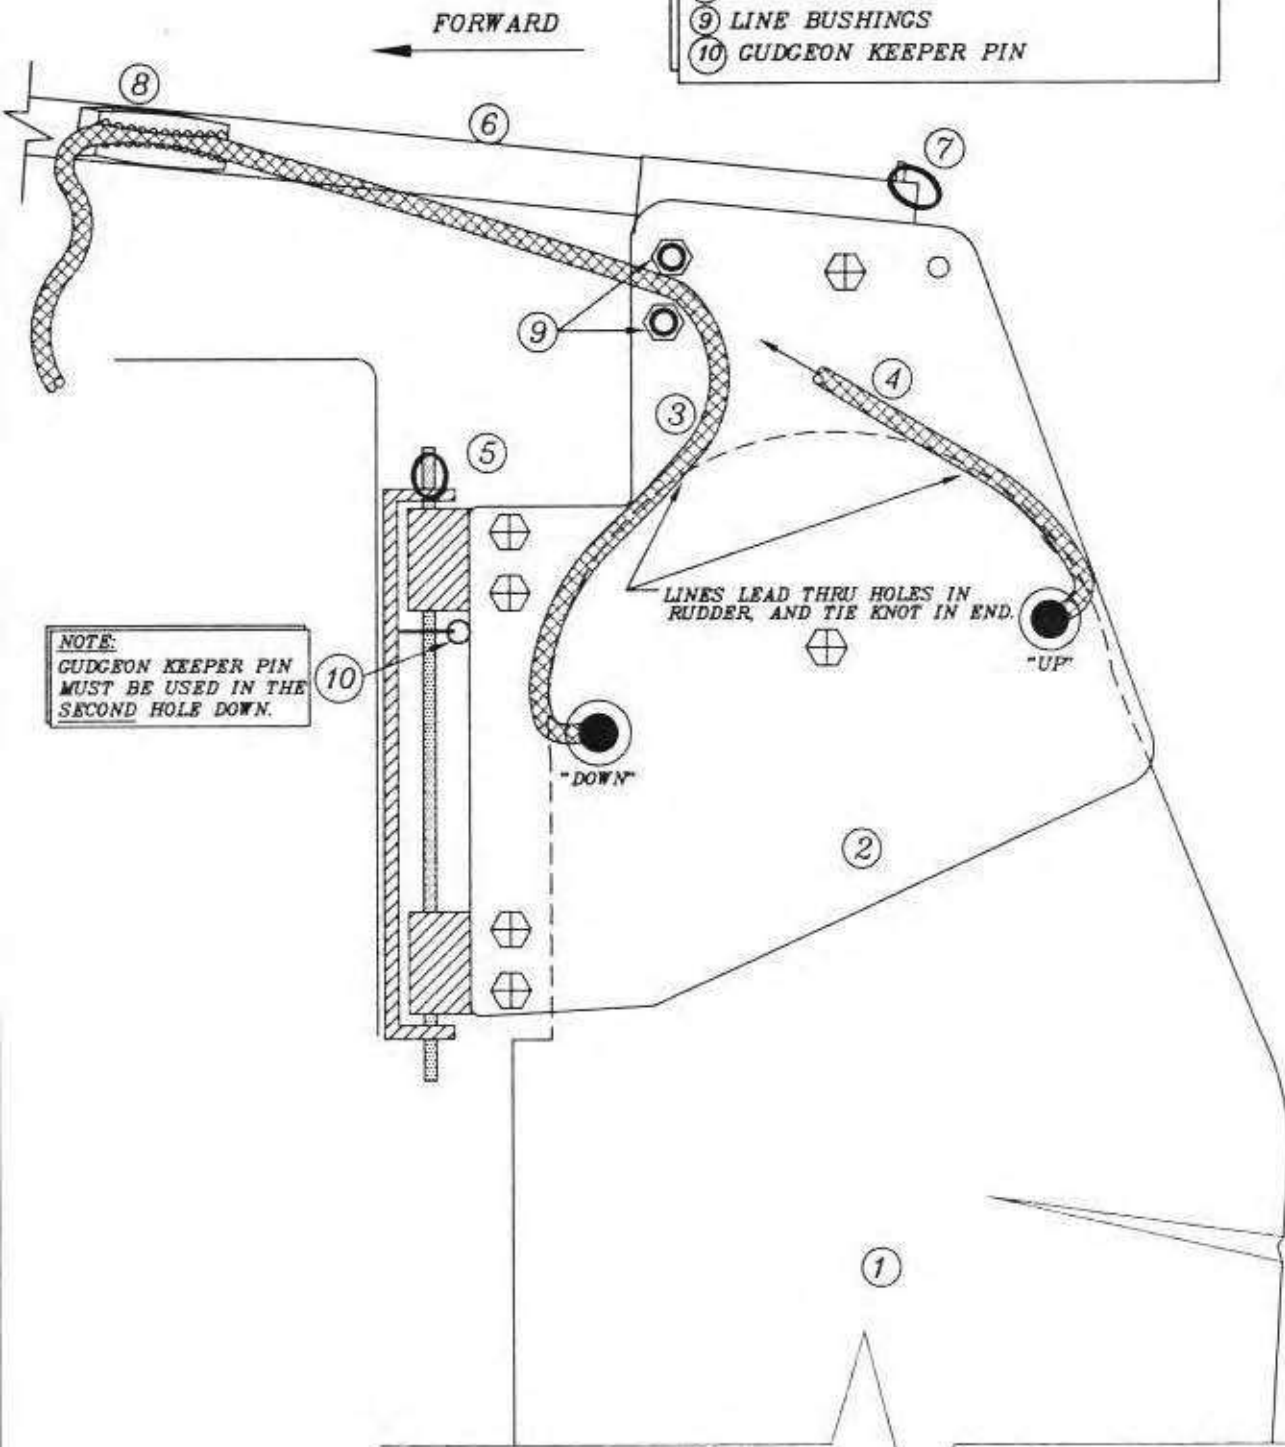 FORWARD
⑨ LINE BUSHINGS
⑩ GUDGEON KEEPER PIN
⑧
⑥
⑦
⑨
④
③
⑤
LINES LEAD THRU HOLES IN
RUDDER, AND TIE KNOT IN END.
NOTE:
GUDGEON KEEPER PIN
MUST BE USED IN THE
SECOND HOLE DOWN.
⑩
"UP"
"DOWN"
②
①